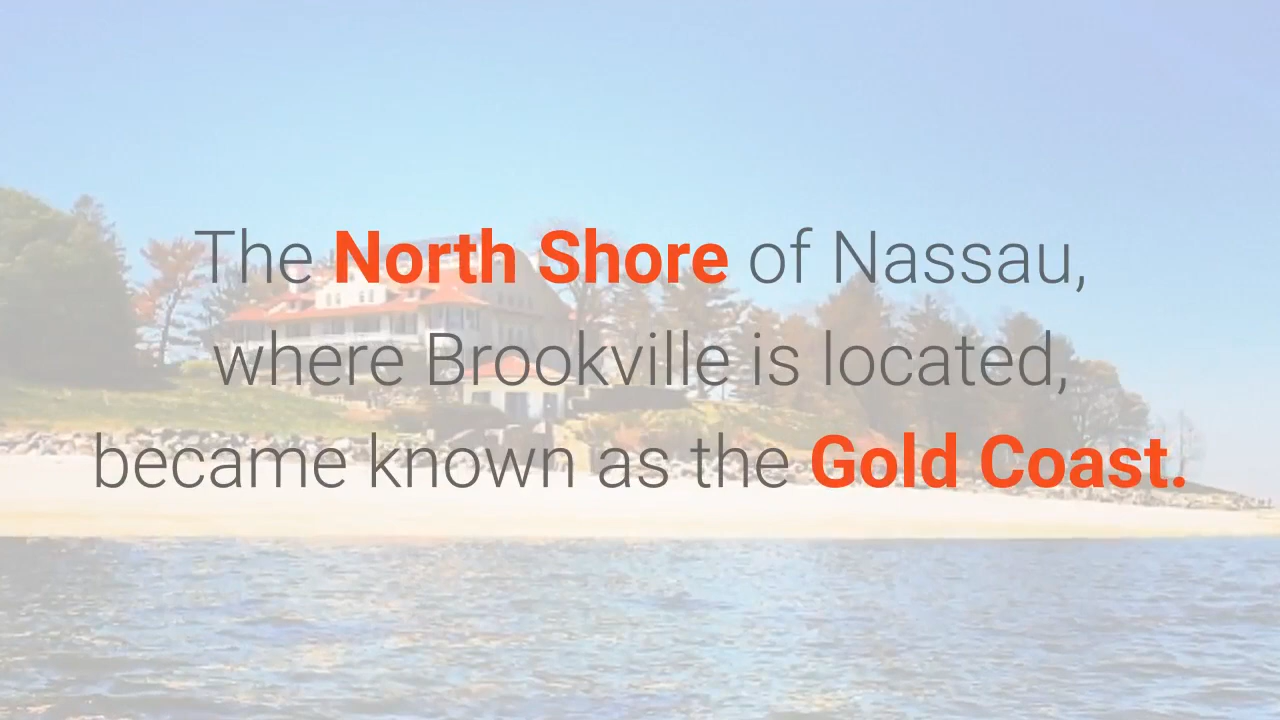 The North Shore of Nassau,
where Brookville is located,
became known as the Gold Coast.